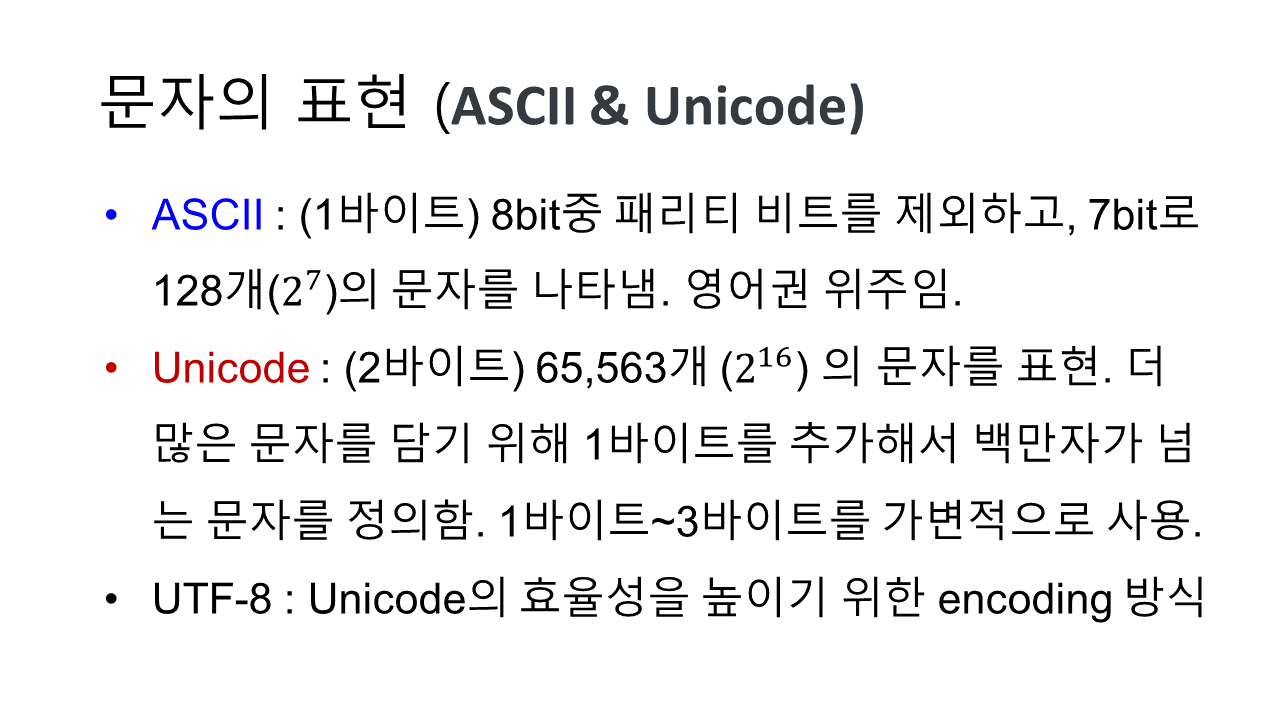 문자의 표현 (ASCII & Unicode)
• ASCII : (1바이트) 8bit중 패리티 비트를 제외하고, 7bit로
128개(2⁷)의 문자를 나타냄. 영어권 위주임.
• Unicode : (2바이트) 65,563개 (2¹⁶) 의 문자를 표현. 더
많은 문자를 담기 위해 1바이트를 추가해서 백만자가 넘
는 문자를 정의함. 1바이트~3바이트를 가변적으로 사용.
• UTF-8 : Unicode의 효율성을 높이기 위한 encoding 방식